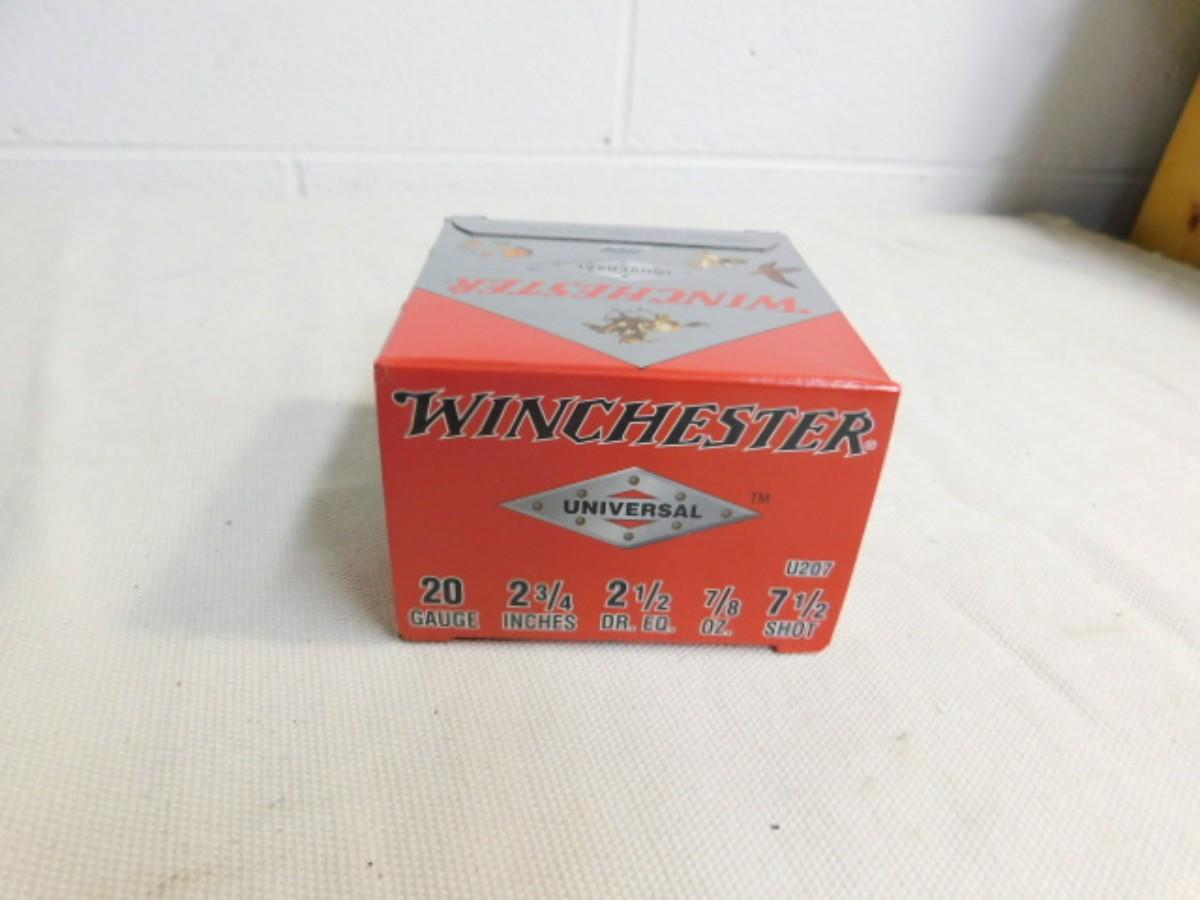 UNIVERSAL
WINCHESTER
WINCHESTER®
UNIVERSAL™
U207
20 2 3/4 2 1/2 7/8 7 1/2
GAUGE INCHES DR. EQ. OZ. SHOT